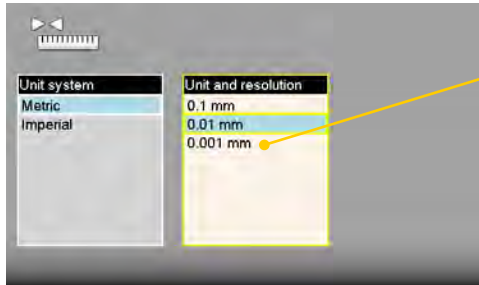 Unit system
Metric
Imperial
Unit and resolution
0.1 mm
0.01 mm
0.001 mm